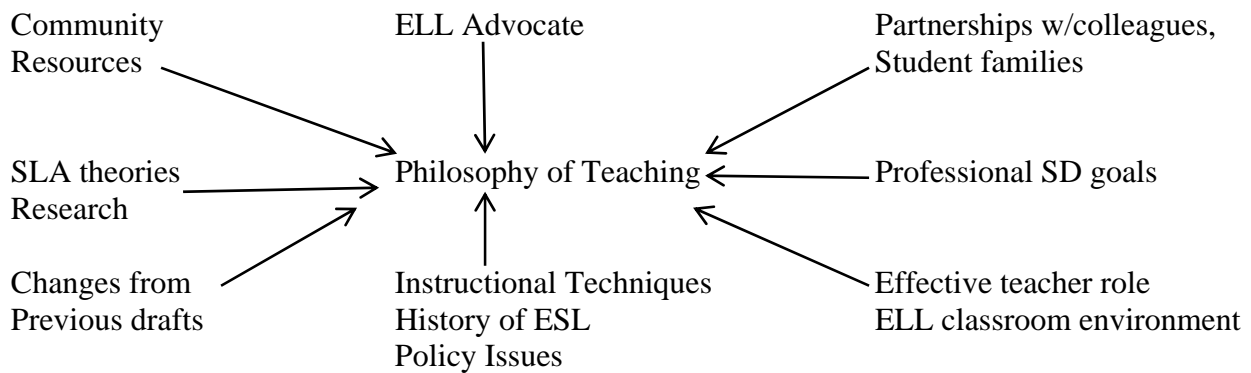 Community
Resources
ELL Advocate
Partnerships w/colleagues,
Student families
SLA theories
Research
Philosophy of Teaching
Professional SD goals
Changes from
Previous drafts
Instructional Techniques
History of ESL
Policy Issues
Effective teacher role
ELL classroom environment